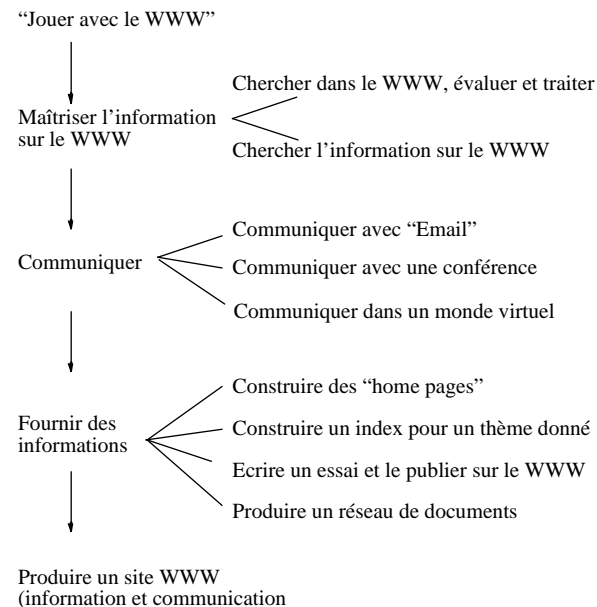 “Jouer avec le WWW”
Chercher dans le WWW, évaluer et traiter
Maîtriser l’information
sur le WWW
Chercher l’information sur le WWW
Communiquer avec “Email”
Communiquer
Communiquer avec une conférence
Communiquer dans un monde virtuel
Construire des “home pages”
Fournir des
informations
Construire un index pour un thème donné
Ecrire un essai et le publier sur le WWW
Produire un réseau de documents
Produire un site WWW
(information et communication